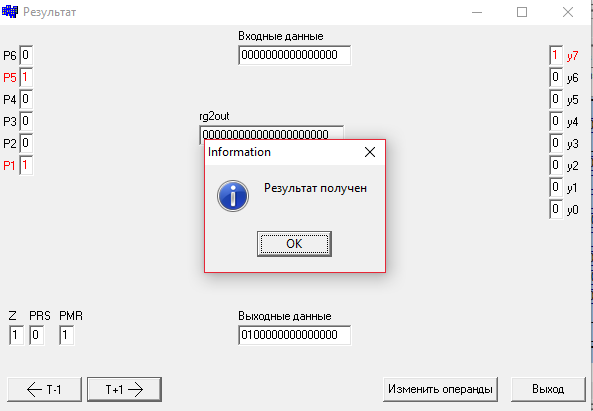 Результат
Входные данные
P6 0 0000000000000000 1 y7
P5 1 0 y6
P4 0 0 y5
P3 0 rg2out 0 y4
P2 0 000000000000000000000 0 y3
P1 1 Information 0 y2
Результат получен 0 y1
0 y0
OK
Z PRS PMR Выходные данные
1 0 1 0100000000000000
T-1 T+1 Изменить операнды Выход